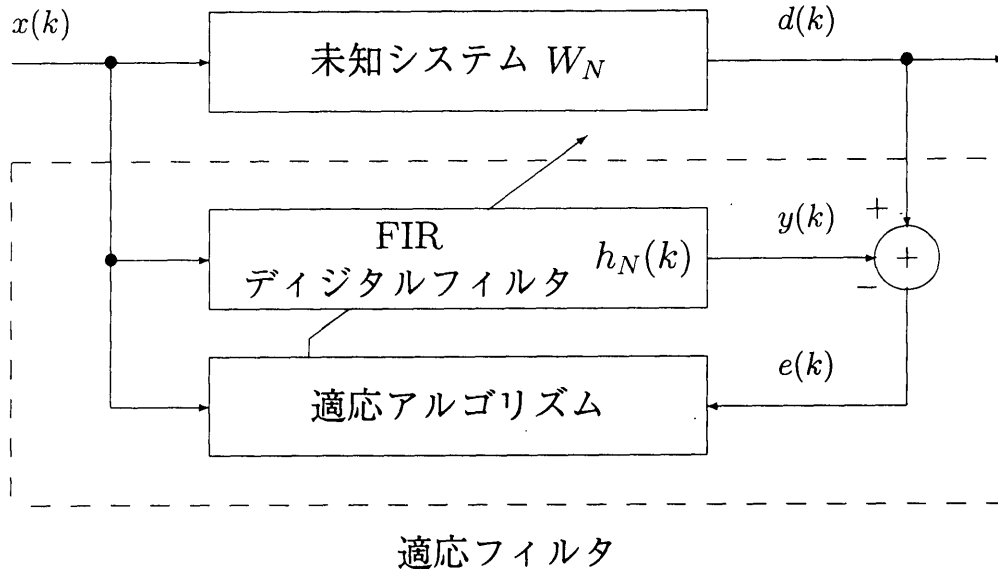 x(k)
未知システム W_N
d(k)
FIR
ディジタルフィルタ
h_N(k)
y(k)
+
+
−
適応アルゴリズム
e(k)
適応フィルタ